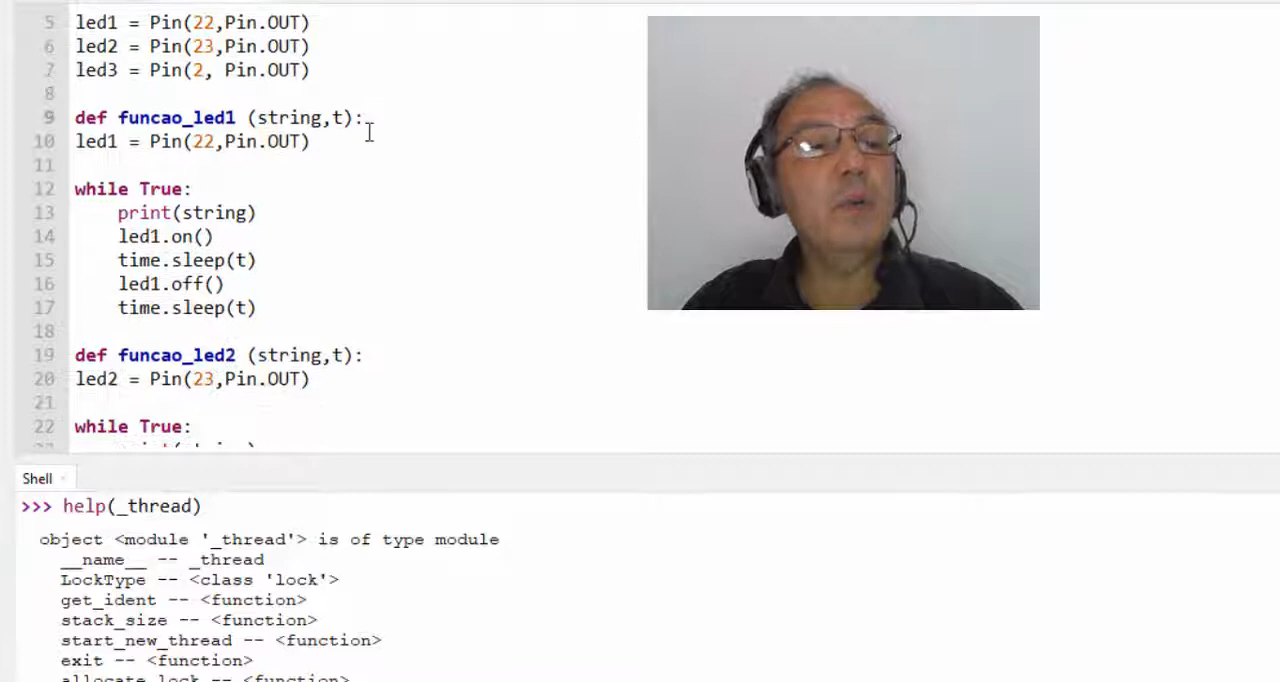 5 led1 = Pin(22,Pin.OUT)
6 led2 = Pin(23,Pin.OUT)
7 led3 = Pin(2, Pin.OUT)
8
9 def funcao_led1 (string,t):
10 led1 = Pin(22,Pin.OUT)
11
12 while True:
13     print(string)
14     led1.on()
15     time.sleep(t)
16     led1.off()
17     time.sleep(t)
18
19 def funcao_led2 (string,t):
20 led2 = Pin(23,Pin.OUT)
21
22 while True:
Shell
>>> help(_thread)
object <module '_thread'> is of type module
__name__ -- _thread
LockType -- <class 'lock'>
get_ident -- <function>
stack_size -- <function>
start_new_thread -- <function>
exit -- <function>
allocate_lock -- <function>